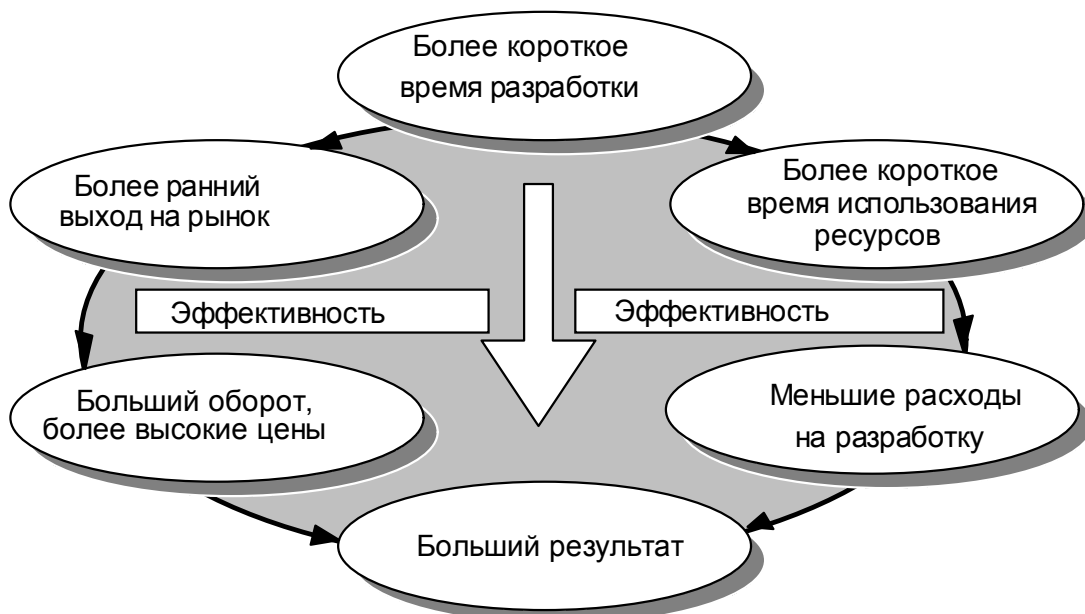 Более короткое
время разработки
Более ранний
выход на рынок
Более короткое
время использования
ресурсов
Эффективность
Эффективность
Больший оборот,
более высокие цены
Меньшие расходы
на разработку
Больший результат